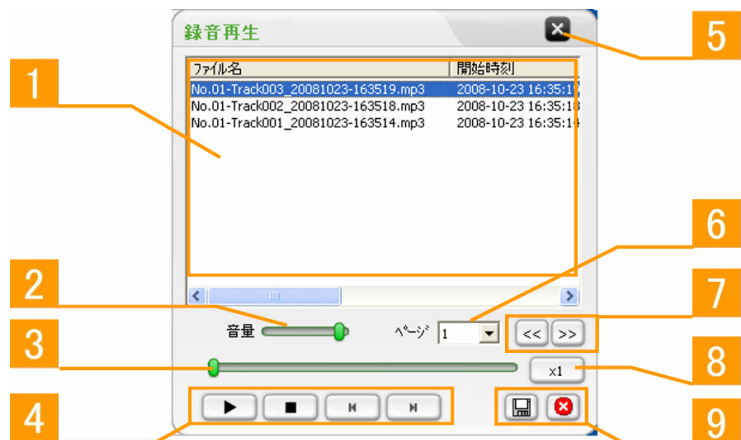 録音再生
5
1
ファイル名 開始時刻
No.01-Track003_20081023-163519.mp3 2008-10-23 16:35:1
No.01-Track002_20081023-163518.mp3 2008-10-23 16:35:18
No.01-Track001_20081023-163514.mp3 2008-10-23 16:35:14
6
2
7
音量 ページ 1 << >>
3
x1
8
4
9